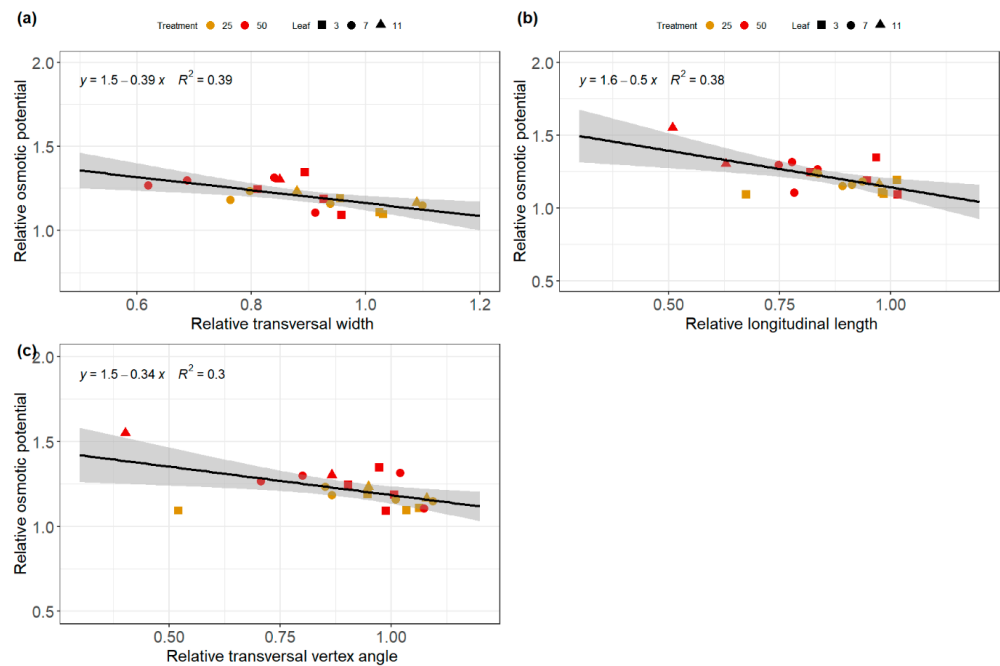 (a)
Treatment 25 50 Leaf 3 7 11
y = 1.5 – 0.39 x R² = 0.39
Relative osmotic potential
2.0
1.5
1.0
0.6 0.8 1.0 1.2
Relative transversal width
(b)
Treatment 25 50 Leaf 3 7 11
y = 1.6 – 0.5 x R² = 0.38
Relative osmotic potential
2.0
1.5
1.0
0.5
0.50 0.75 1.00
Relative longitudinal length
(c)
y = 1.5 – 0.34 x R² = 0.3
Relative osmotic potential
2.0
1.5
1.0
0.5
0.50 0.75 1.00
Relative transversal vertex angle